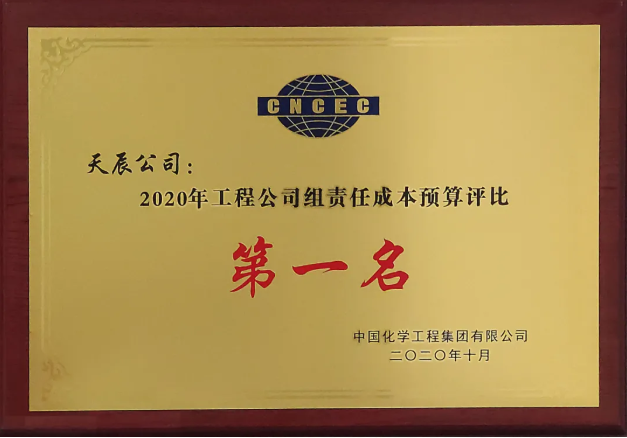 CNCEC
天辰公司：
2020年工程公司组责任成本预算评比
第一名
中国化学工程集团有限公司
二〇二〇年十月